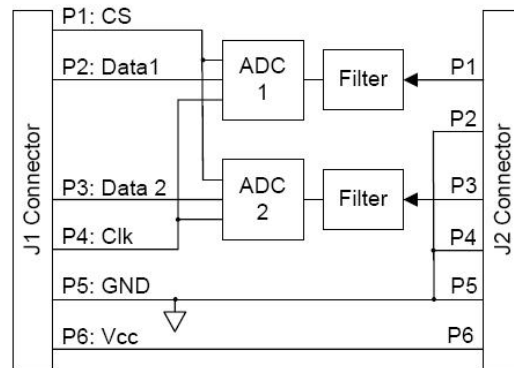 J1 Connector
P1: CS
P2: Data1
P3: Data 2
P4: Clk
P5: GND
P6: Vcc
ADC
1
Filter
ADC
2
Filter
P1
P2
P3
P4
P5
P6
J2 Connector